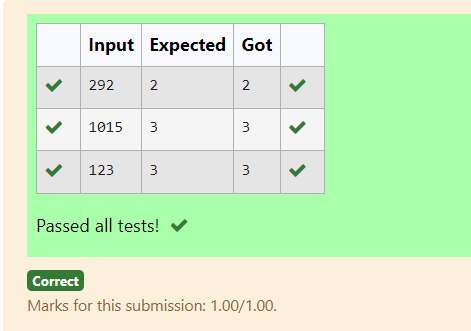 Input Expected Got
292 2 2
1015 3 3
123 3 3
Passed all tests!
Correct
Marks for this submission: 1.00/1.00.